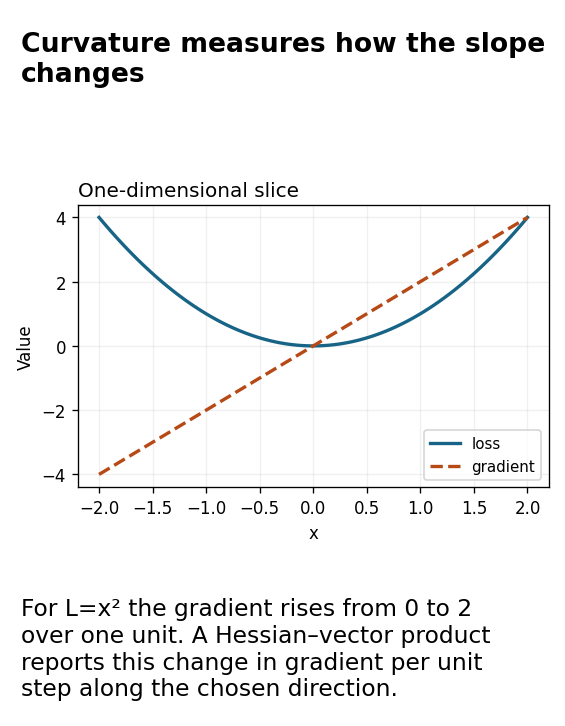 Curvature measures how the slope
changes
One-dimensional slice
4
2
0
−2
−4
Value
−2.0 −1.5 −1.0 −0.5 0.0 0.5 1.0 1.5 2.0
x
loss
gradient
For L=x² the gradient rises from 0 to 2
over one unit. A Hessian–vector product
reports this change in gradient per unit
step along the chosen direction.